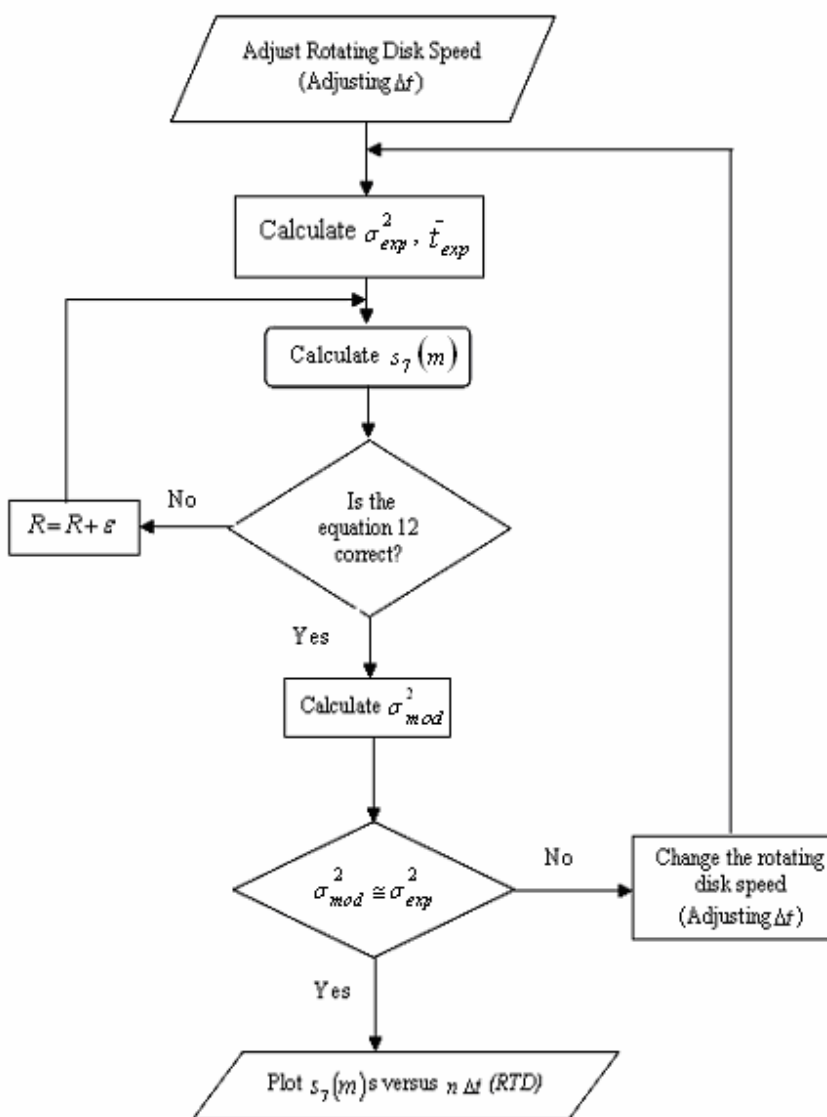 Adjust Rotating Disk Speed
(Adjusting Δt)
Calculate σ²exp, t̄exp
Calculate s₇(m)
Is the
equation 12
correct?
No
R = R + ε
Yes
Calculate σ²mod
σ²mod ≅ σ²exp
No
Change the rotating
disk speed
(Adjusting Δt)
Yes
Plot s₇(m)s versus n Δt (RTD)